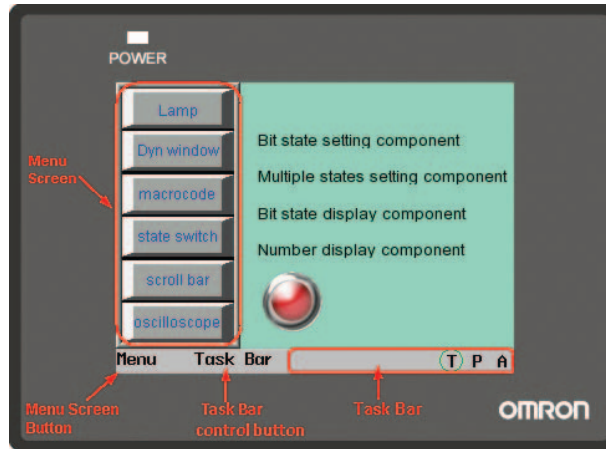 POWER
Lamp
Dyn window
macrocode
state switch
scroll bar
oscilloscope
Bit state setting component
Multiple states setting component
Bit state display component
Number display component
Menu
Screen
Menu Task Bar T P A
Menu Screen
Button
Task Bar
control button
Task Bar
OMRON